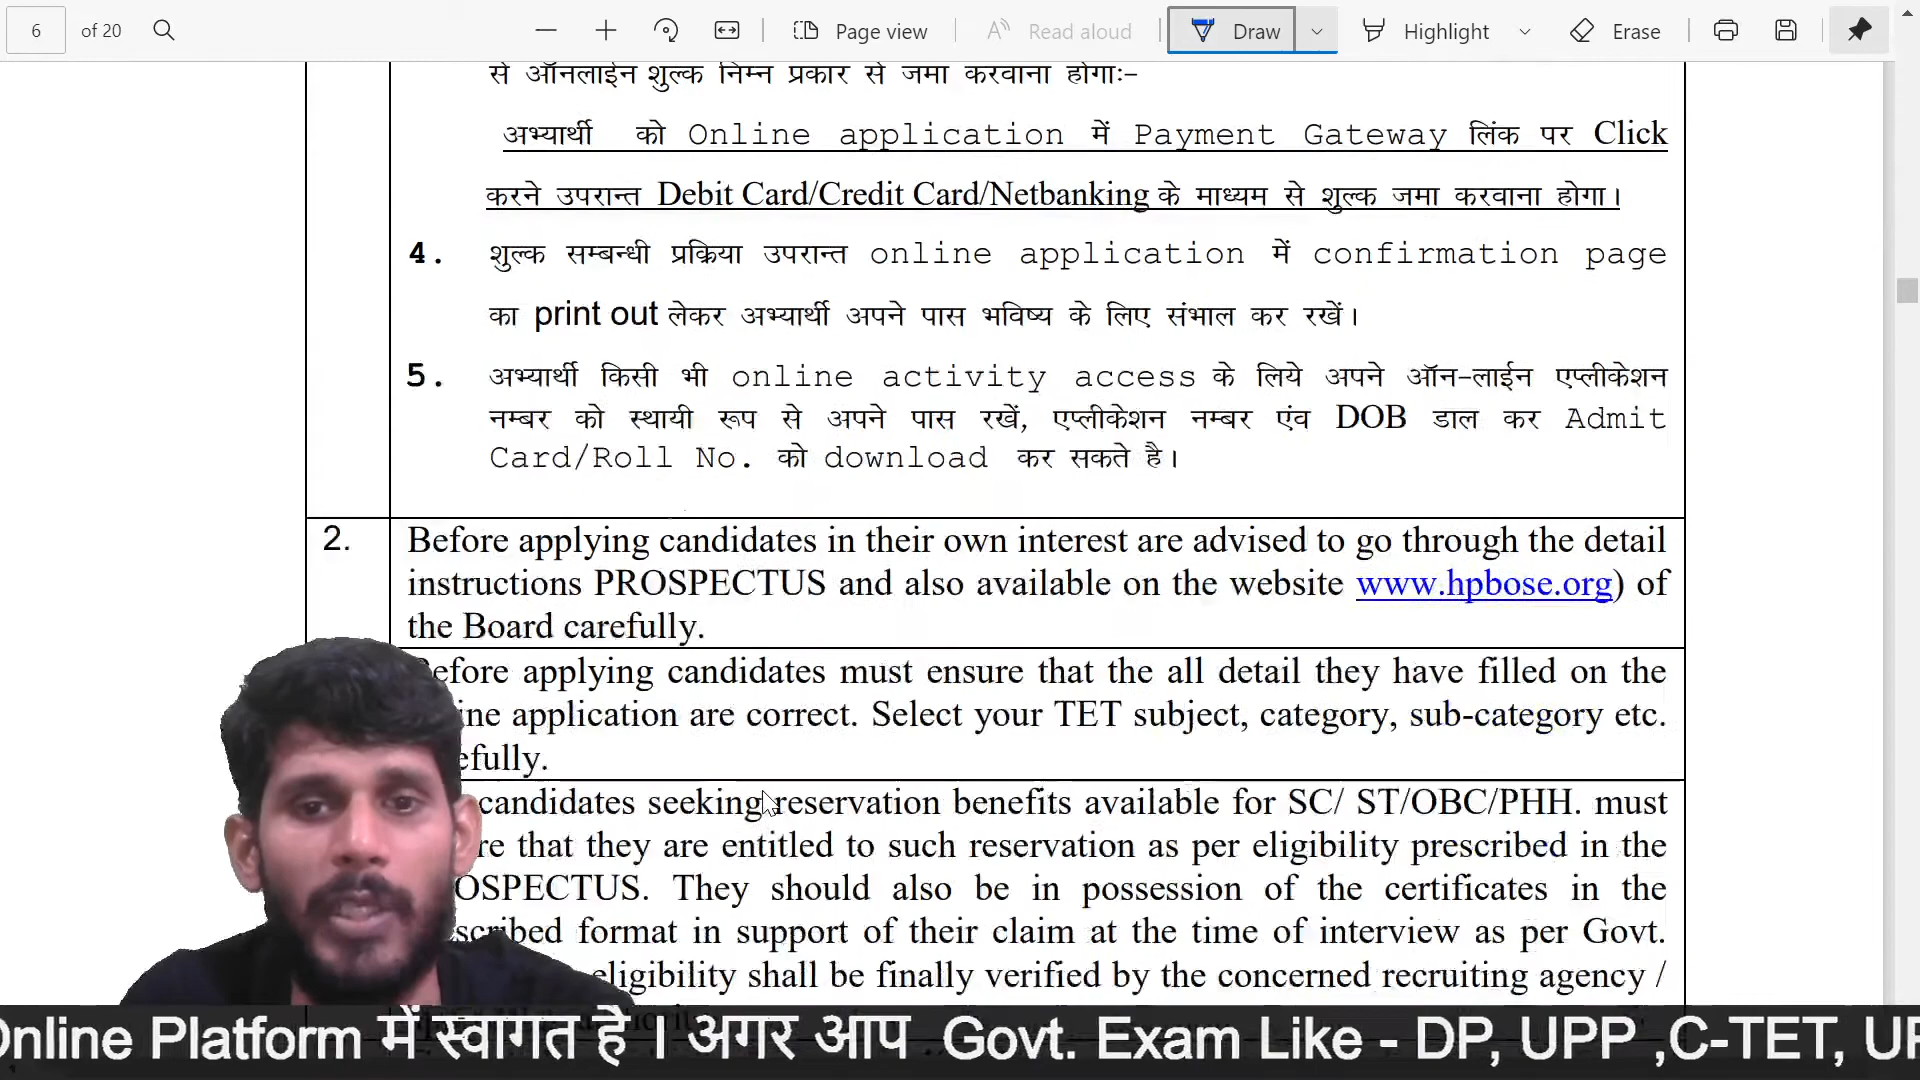 6 of 20 Page view Read aloud Draw Highlight Erase
से ऑनलाईन शुल्क निम्न प्रकार से जमा करवाना होगाः-
अभ्यार्थी को Online application में Payment Gateway लिंक पर Click
करने उपरान्त Debit Card/Credit Card/Netbanking के माध्यम से शुल्क जमा करवाना होगा।
4. शुल्क सम्बन्धी प्रक्रिया उपरान्त online application में confirmation page
का print out लेकर अभ्यार्थी अपने पास भविष्य के लिए संभाल कर रखें।
5. अभ्यार्थी किसी भी online activity access के लिये अपने ऑन-लाईन एप्लीकेशन
नम्बर को स्थायी रूप से अपने पास रखें, एप्लीकेशन नम्बर एंव DOB डाल कर Admit
Card/Roll No. को download कर सकते है।
2. Before applying candidates in their own interest are advised to go through the detail
instructions PROSPECTUS and also available on the website www.hpbose.org) of
the Board carefully.
efore applying candidates must ensure that the all detail they have filled on the
ine application are correct. Select your TET subject, category, sub-category etc.
efully.
candidates seeking reservation benefits available for SC/ ST/OBC/PHH. must
re that they are entitled to such reservation as per eligibility prescribed in the
OSPECTUS. They should also be in possession of the certificates in the
scribed format in support of their claim at the time of interview as per Govt.
eligibility shall be finally verified by the concerned recruiting agency /
Online Platform में स्वागत है । अगर आप Govt. Exam Like - DP, UPP ,C-TET, UP